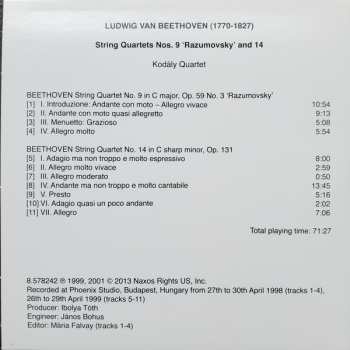 LUDWIG VAN BEETHOVEN (1770-1827)
String Quartets Nos. 9 'Razumovsky' and 14
Kodály Quartet
BEETHOVEN String Quartet No. 9 in C major, Op. 59 No. 3 'Razumovsky'
[1] I. Introduzione: Andante con moto – Allegro vivace 10:54
[2] II. Andante con moto quasi allegretto 9:13
[3] III. Menuetto: Grazioso 5:08
[4] IV. Allegro molto 5:54
BEETHOVEN String Quartet No. 14 in C sharp minor, Op. 131
[5] I. Adagio ma non troppo e molto espressivo 8:00
[6] II. Allegro molto vivace 2:59
[7] III. Allegro moderato 0:50
[8] IV. Andante ma non troppo e molto cantabile 13:45
[9] V. Presto 5:16
[10] VI. Adagio quasi un poco andante 2:02
[11] VII. Allegro 7:06
Total playing time: 71:27
8.578242 ℗ 1999, 2001 © 2013 Naxos Rights US, Inc.
Recorded at Phoenix Studio, Budapest, Hungary from 27th to 30th April 1998 (tracks 1-4),
26th to 29th April 1999 (tracks 5-11)
Producer: Ibolya Tóth
Engineer: János Bohus
Editor: Mária Falvay (tracks 1-4)